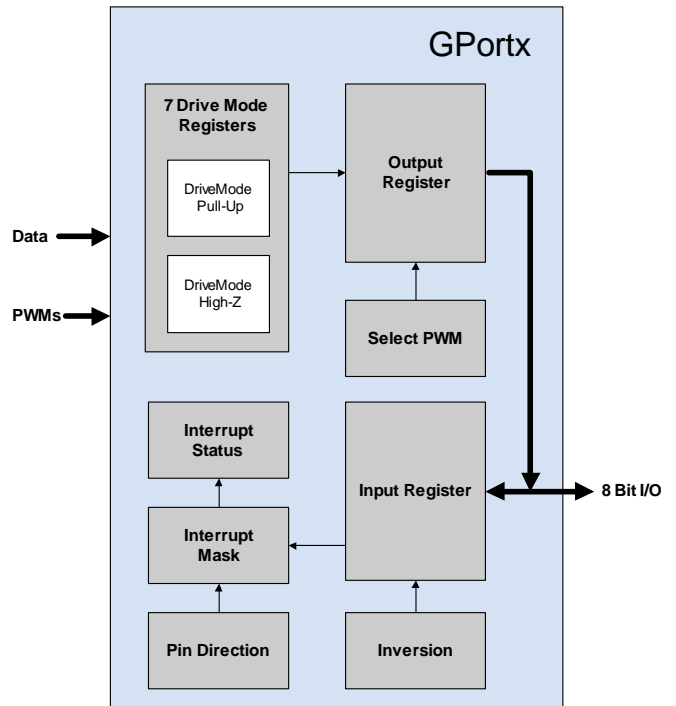 GPortx
7 Drive Mode
Registers
DriveMode
Pull-Up
DriveMode
High-Z
Output
Register
Data
PWMs
Select PWM
Interrupt
Status
Input Register
8 Bit I/O
Interrupt
Mask
Pin Direction
Inversion